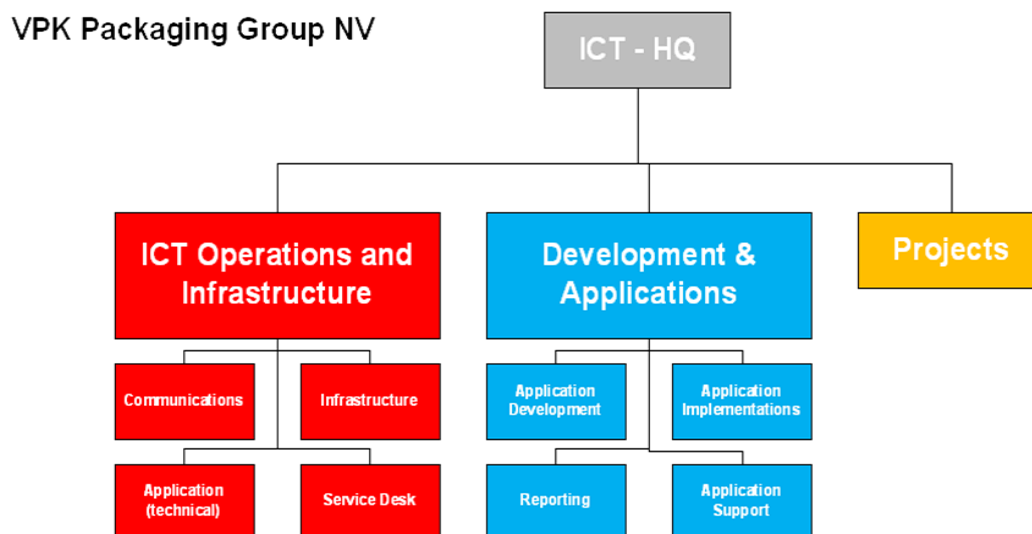 VPK Packaging Group NV
ICT - HQ
ICT Operations and
Infrastructure
Development &
Applications
Projects
Communications
Infrastructure
Application
Development
Application
Implementations
Application
(technical)
Service Desk
Reporting
Application
Support